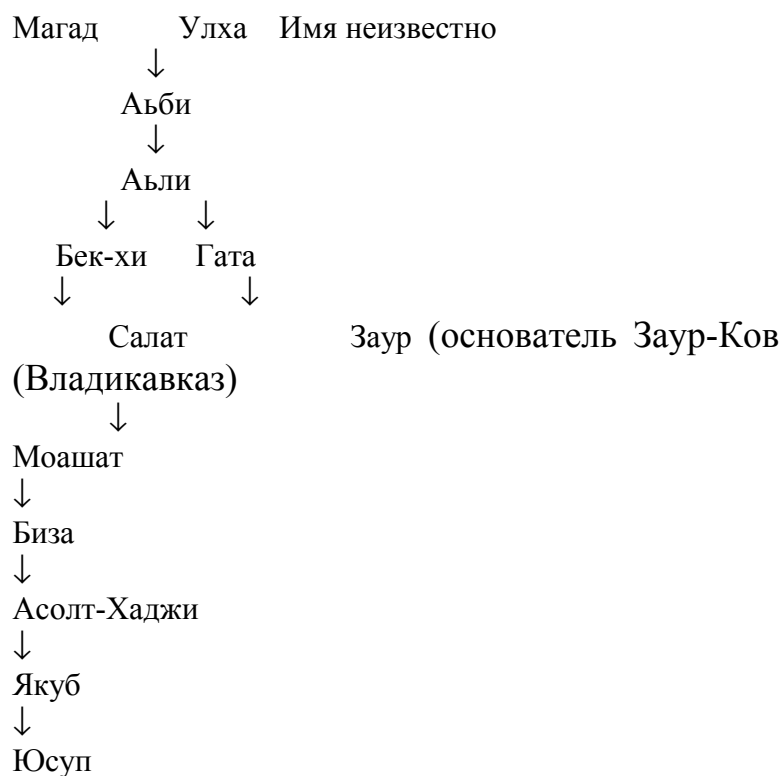 Магад Улха Имя неизвестно
↓
Аьби
↓
Аьли
↓ ↓
Бек-хи Гата
↓ ↓
Салат Заур (основатель Заур-Ков
(Владикавказ)
↓
Моашат
↓
Биза
↓
Асолт-Хаджи
↓
Якуб
↓
Юсуп